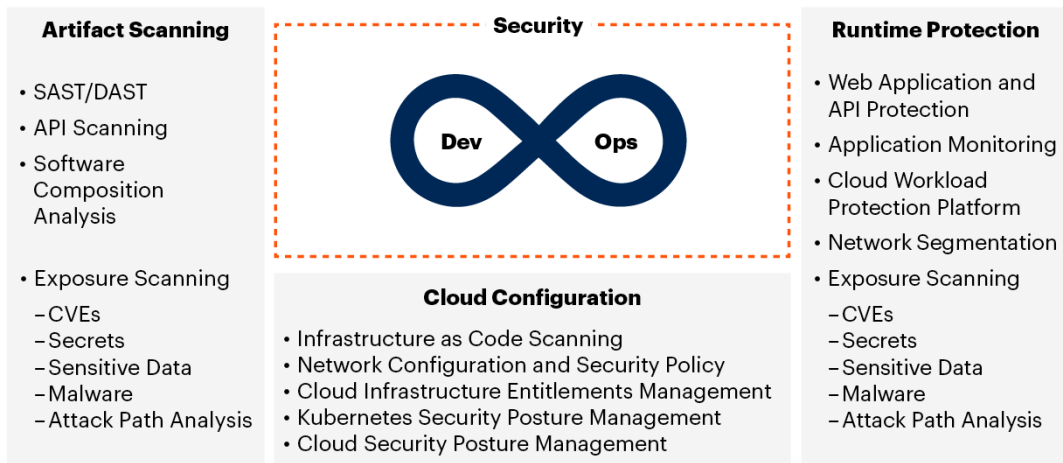 Artifact Scanning
• SAST/DAST
• API Scanning
• Software
Composition
Analysis
• Exposure Scanning
– CVEs
– Secrets
– Sensitive Data
– Malware
– Attack Path Analysis
Security
Dev
Ops
Cloud Configuration
• Infrastructure as Code Scanning
• Network Configuration and Security Policy
• Cloud Infrastructure Entitlements Management
• Kubernetes Security Posture Management
• Cloud Security Posture Management
Runtime Protection
• Web Application and
API Protection
• Application Monitoring
• Cloud Workload
Protection Platform
• Network Segmentation
• Exposure Scanning
– CVEs
– Secrets
– Sensitive Data
– Malware
– Attack Path Analysis